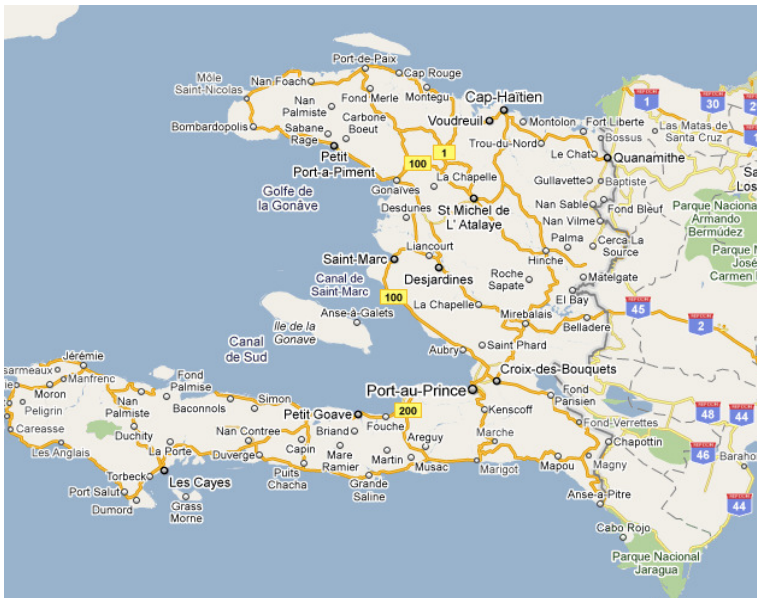 Port-de-Paix
Cap Rouge
Môle
Saint-Nicolas
Nan Foach
Fond Merle
Montegu
Cap-Haïtien
1
30
Nan
Palmiste
Carbone
Boeut
Voudreuil
Montolon
Fort Liberte
Las Matas de
Santa Cruz
Bombardopolis
Sabane
Rage
Bossus
Petit
Port-a-Piment
1
100
Trou-du-Nord
Le Chat
Quanamithe
La Chapelle
Gullavette
Baptiste
Golfe de
la Gonâve
Gonaïves
Desdunes
St Michel de
L' Atalaye
Nan Sable
Fond Bleuf
Nan Vilme
Parque Nacional
Armando
Bermúdez
Liancourt
Palma
Cerca La
Source
Saint-Marc
Hinche
Canal de
Saint-Marc
Desjardines
Roche
Sapate
Matelgate
El Bay
100
Anse-à-Galets
La Chapelle
45
Ile de la
Gonave
Mirebalais
Belladere
2
Canal
de Sud
Aubry
Saint Phard
Jérémie
Fond
Palmise
Croix-des-Bouquets
Manfrenc
Moron
Port-au-Prince
Fond
Parisien
Nan
Palmiste
Baconnols
Simon
Petit Goave
200
Peligrin
Fouche
Kenscoff
48
44
Careasse
Duchity
Nan Contree
Briand
Fond-Verrettes
Les Anglais
La Porte
Capin
Mare
Ramier
Areguy
Marche
Chapottin
46
Duverge
Martin
Musac
Marigot
Mapou
Magny
Torbeck
Les Cayes
Puits
Chacha
Grande
Saline
Port Salut
Dumord
Grass
Morne
Anse-a-Pitre
44
Cabo Rojo
Parque Nacional
Jaragua